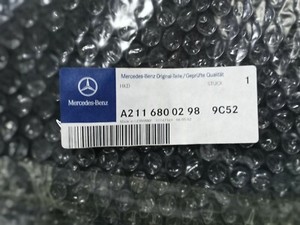 Mercedes-Benz Original-Teile / Geprüfte Qualität
1
Mercedes-Benz
A211 680 02 98 9C52